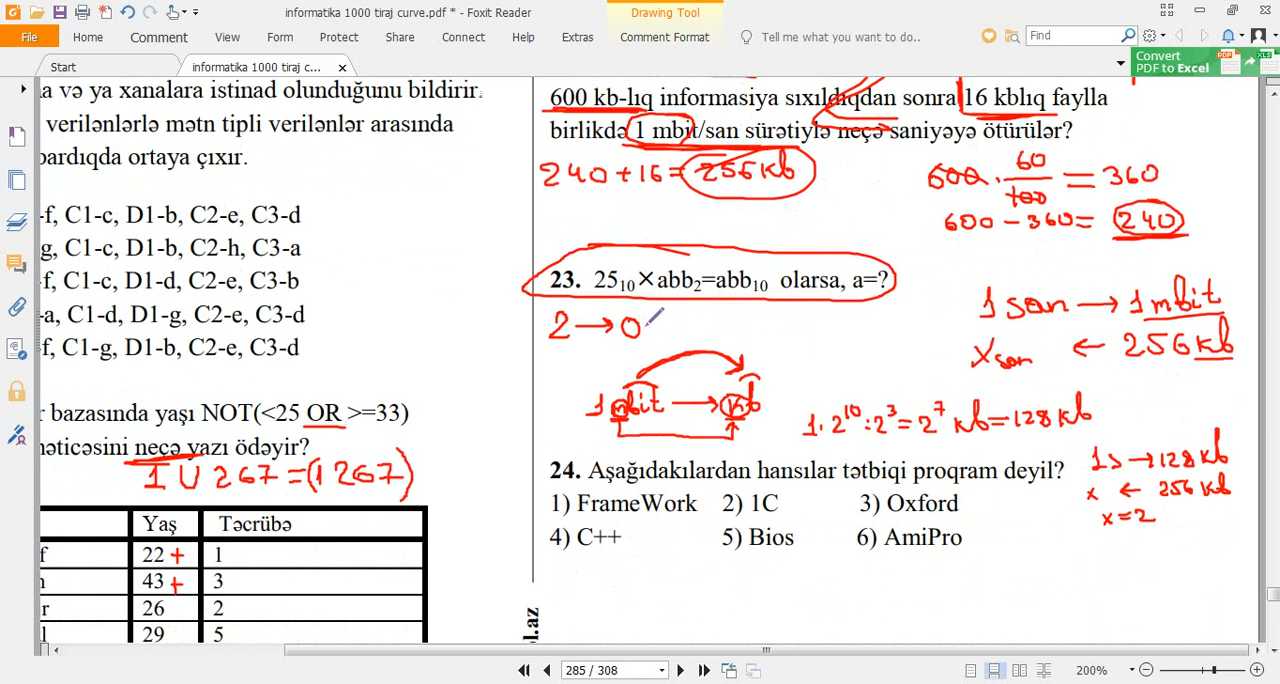 informatika 1000 tiraj curve.pdf * - Foxit Reader
Drawing Tool
File Home Comment View Form Protect Share Connect Help Extras Comment Format Tell me what you want to do.. Find
Start informatika 1000 tiraj c...
Convert
PDF to Excel
a və ya xanalara istinad olunduğunu bildirir.
verilənlərlə mətn tipli verilənlər arasında
pardıqda ortaya çıxır.
-f, C1-c, D1-b, C2-e, C3-d
-g, C1-c, D1-b, C2-h, C3-a
-f, C1-c, D1-d, C2-e, C3-b
-a, C1-d, D1-g, C2-e, C3-d
-f, C1-g, D1-b, C2-e, C3-d
r bazasında yaşı NOT(<25 OR >=33)
nəticəsini neçə yazı ödəyir?
I U 267 = (1267)
Yaş Təcrübə
f 22 + 1
43 + 3
r 26 2
l 29 5
600 kb-lıq informasiya sıxıldıqdan sonra 16 kblıq faylla
birlikdə 1 mbit/san sürətiylə neçə saniyəyə ötürülər?
240+16=256kb
600 · 60/100 = 360
600 - 360 = 240
23. 25₁₀×abb₂=abb₁₀ olarsa, a=?
2 → 0
1 san → 1 mbit
x san ← 256 kb
1 mbit → kb
1·2¹⁰:2³=2⁷ kb=128 kb
1s → 128 kb
x ← 256 kb
x=2
24. Aşağıdakılardan hansılar tətbiqi proqram deyil?
1) FrameWork 2) 1C 3) Oxford
4) C++ 5) Bios 6) AmiPro
ol.az
285 / 308
200%